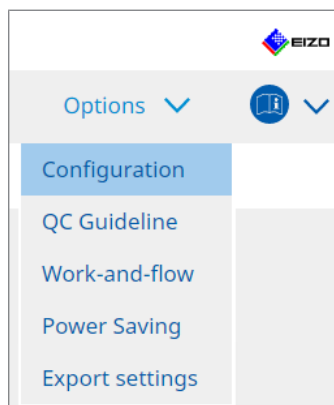 EIZO
Options
Configuration
QC Guideline
Work-and-flow
Power Saving
Export settings